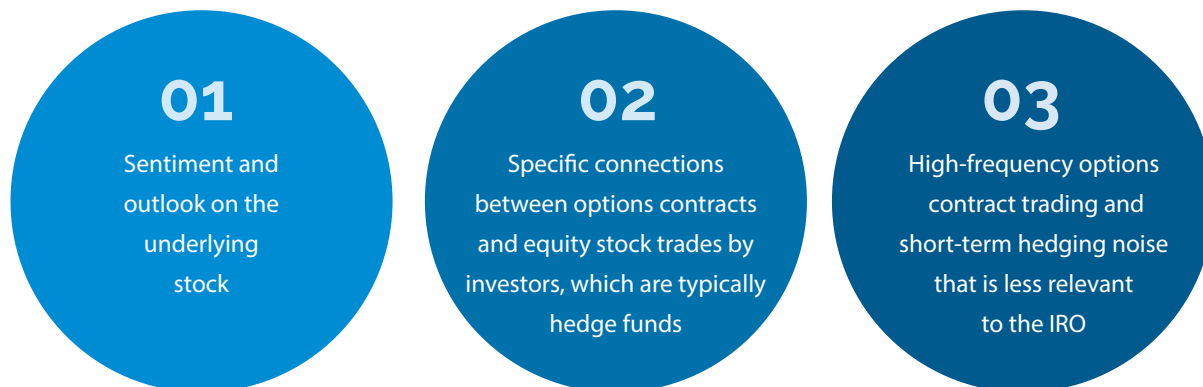 01
Sentiment and
outlook on the
underlying
stock
02
Specific connections
between options contracts
and equity stock trades by
investors, which are typically
hedge funds
03
High-frequency options
contract trading and
short-term hedging noise
that is less relevant
to the IRO